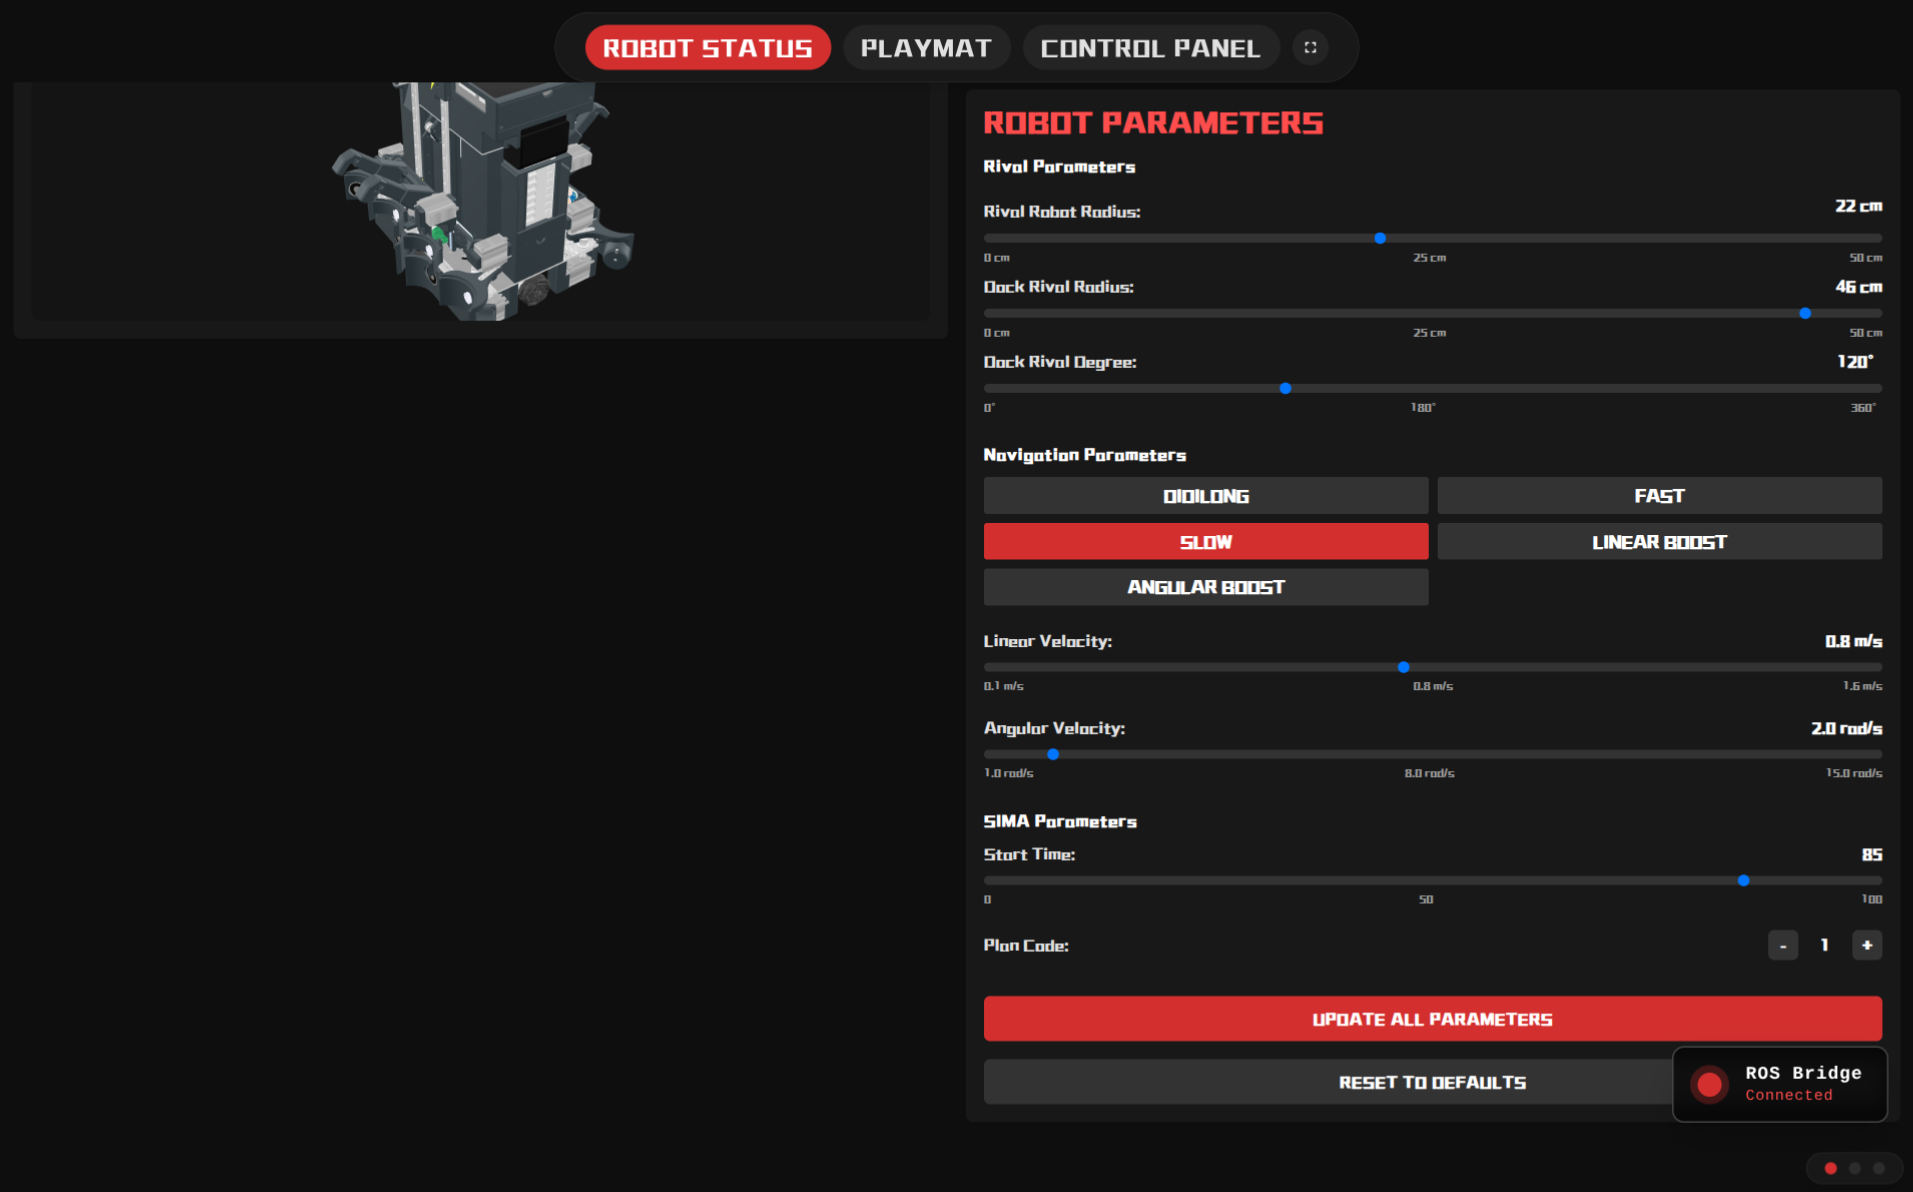 ROBOT STATUS PLAYMAT CONTROL PANEL
ROBOT PARAMETERS
Rival Parameters
Rival Robot Radius: 22 cm
0 cm 25 cm 50 cm
Dock Rival Radius: 46 cm
0 cm 25 cm 50 cm
Dock Rival Degree: 120°
0° 180° 360°
Navigation Parameters
DIDILONG FAST
SLOW LINEAR BOOST
ANGULAR BOOST
Linear Velocity: 0.8 m/s
0.1 m/s 0.8 m/s 1.6 m/s
Angular Velocity: 2.0 rad/s
1.0 rad/s 8.0 rad/s 15.0 rad/s
SIMA Parameters
Start Time: 85
0 50 100
Plan Code: - 1 +
UPDATE ALL PARAMETERS
RESET TO DEFAULTS
ROS Bridge
Connected